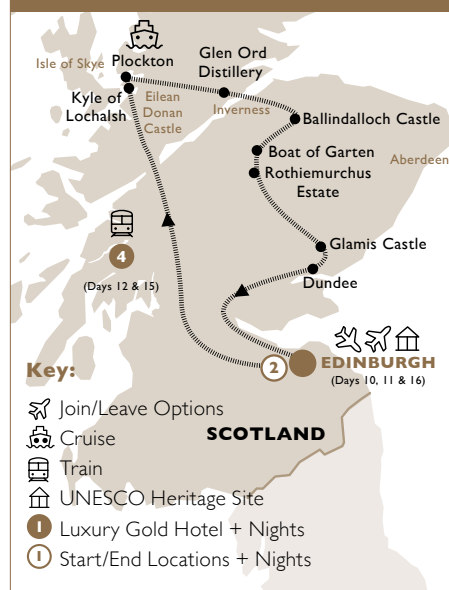 Isle of Skye
Plockton
Glen Ord
Distillery
Kyle of
Lochalsh
Eilean
Donan
Castle
Inverness
Ballindalloch Castle
Boat of Garten
Aberdeen
Rothiemurchus
Estate
4
(Days 12 & 15)
Glamis Castle
Dundee
2
EDINBURGH
(Days 10, 11 & 16)
Key:
Join/Leave Options
Cruise
SCOTLAND
Train
UNESCO Heritage Site
1 Luxury Gold Hotel + Nights
1 Start/End Locations + Nights